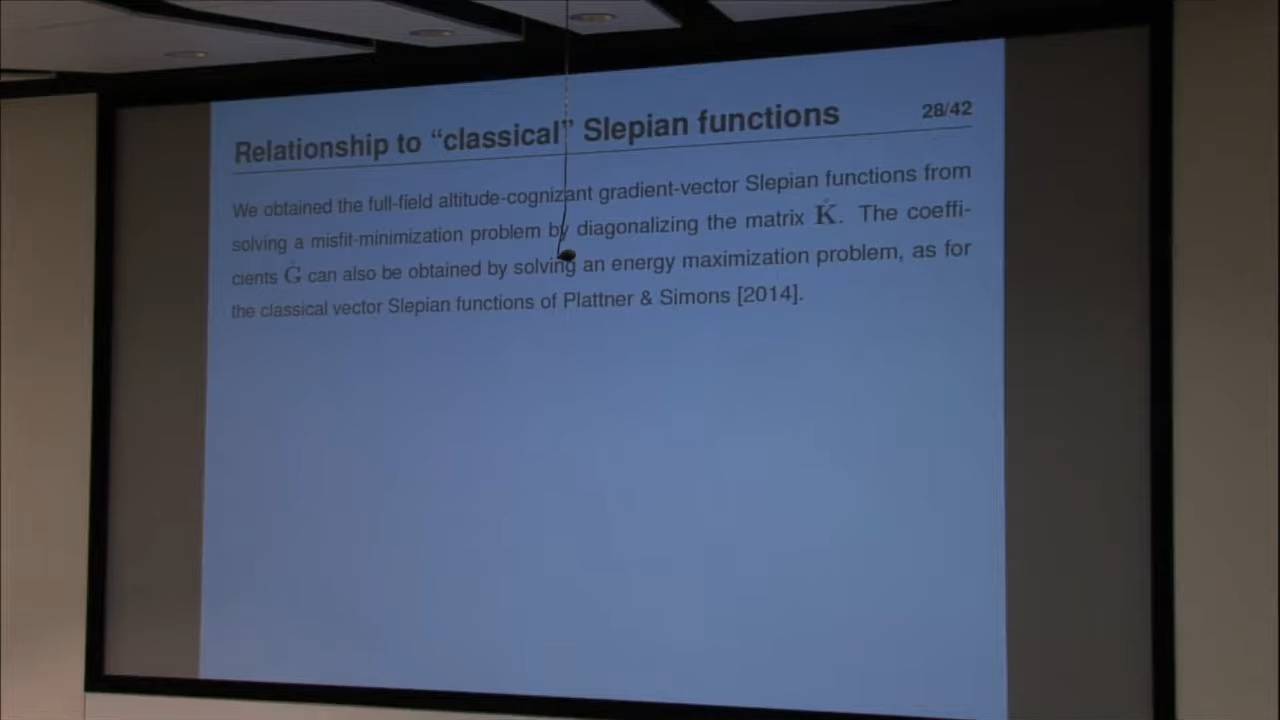 Relationship to “classical” Slepian functions
28/42
We obtained the full-field altitude-cognizant gradient-vector Slepian functions from
solving a misfit-minimization problem by diagonalizing the matrix K̊. The coeffi-
cients G̊ can also be obtained by solving an energy maximization problem, as for
the classical vector Slepian functions of Plattner & Simons [2014].